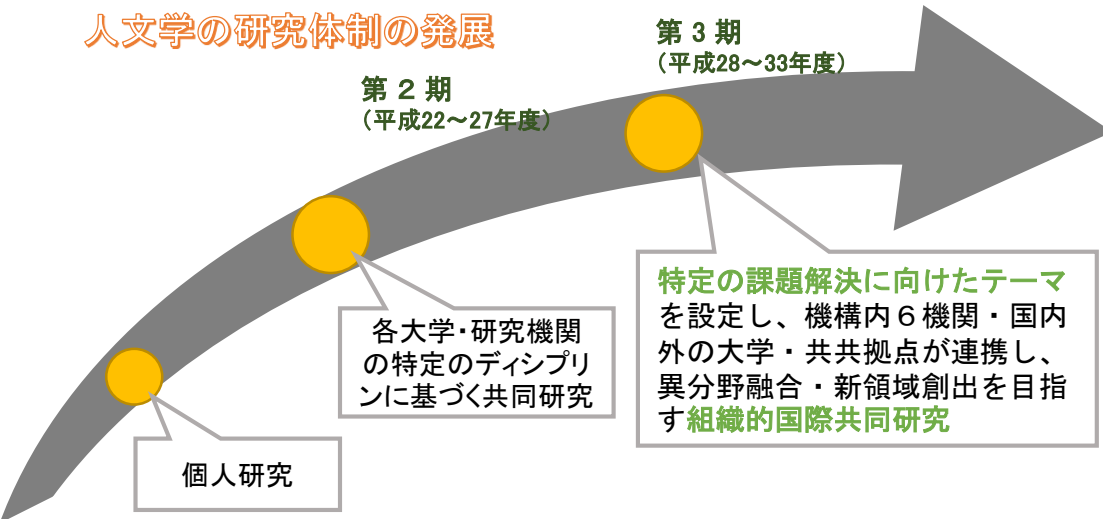 人文学の研究体制の発展
第３期
（平成28～33年度）
第２期
（平成22～27年度）
特定の課題解決に向けたテーマ
を設定し、機構内６機関・国内
外の大学・共共拠点が連携し、
異分野融合・新領域創出を目指
す組織的国際共同研究
各大学・研究機関
の特定のディシプリ
ンに基づく共同研究
個人研究